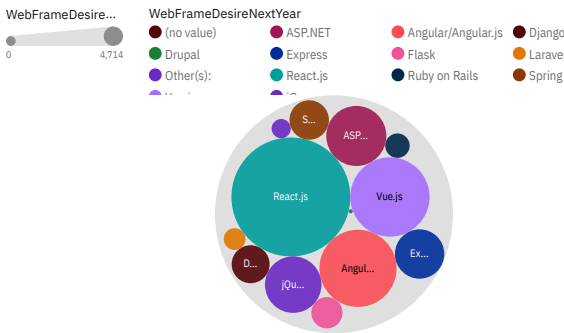 WebFrameDesire...
0 4,714
WebFrameDesireNextYear
(no value) ASP.NET Angular/Angular.js Django
Drupal Express Flask Larave
Other(s): React.js Ruby on Rails Spring
S...
ASP...
React.js
Vue.js
Ex...
D...
Angul...
jQu...